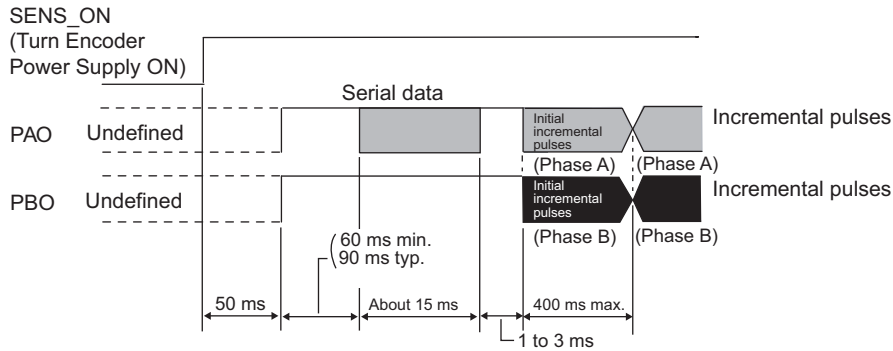 SENS_ON
(Turn Encoder
Power Supply ON)
Serial data
PAO
Undefined
Initial
incremental
pulses
Incremental pulses
(Phase A)
(Phase A)
PBO
Undefined
Initial
incremental
pulses
Incremental pulses
(Phase B)
(Phase B)
(60 ms min.
90 ms typ.
50 ms
About 15 ms
400 ms max.
1 to 3 ms